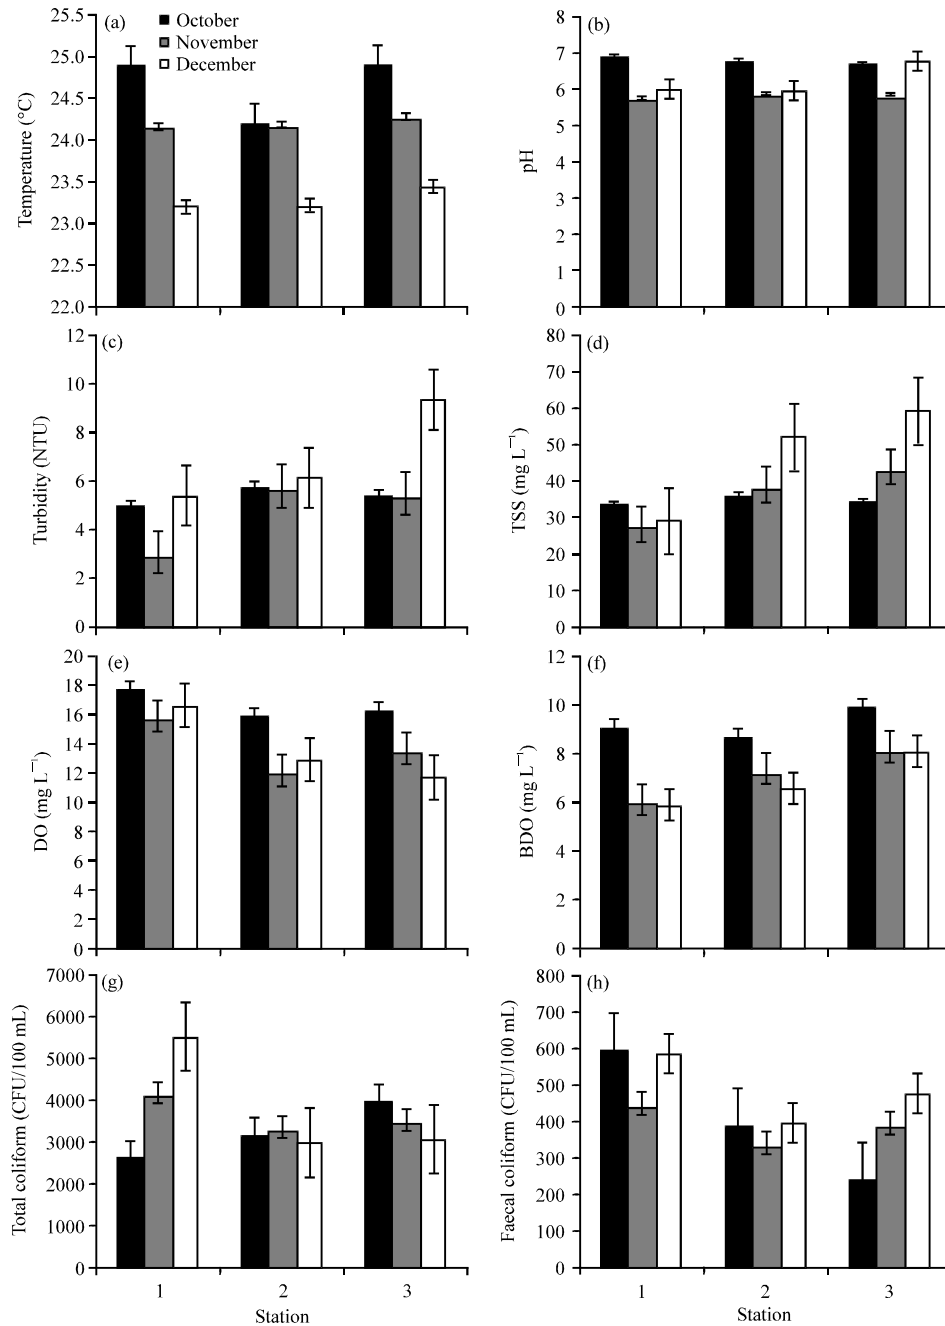 (a)
October
November
December
Temperature (°C)
25.5
25.0
24.5
24.0
23.5
23.0
22.5
22.0
(b)
pH
8
7
6
5
4
3
2
1
0
(c)
Turbidity (NTU)
12
10
8
6
4
2
0
(d)
TSS (mg L⁻¹)
80
70
60
50
40
30
20
10
0
(e)
DO (mg L⁻¹)
20
18
16
14
12
10
8
6
4
2
0
(f)
BDO (mg L⁻¹)
12
10
8
6
4
2
0
(g)
Total coliform (CFU/100 mL)
7000
6000
5000
4000
3000
2000
1000
0
1 2 3
Station
(h)
Faecal coliform (CFU/100 mL)
800
700
600
500
400
300
200
100
0
1 2 3
Station